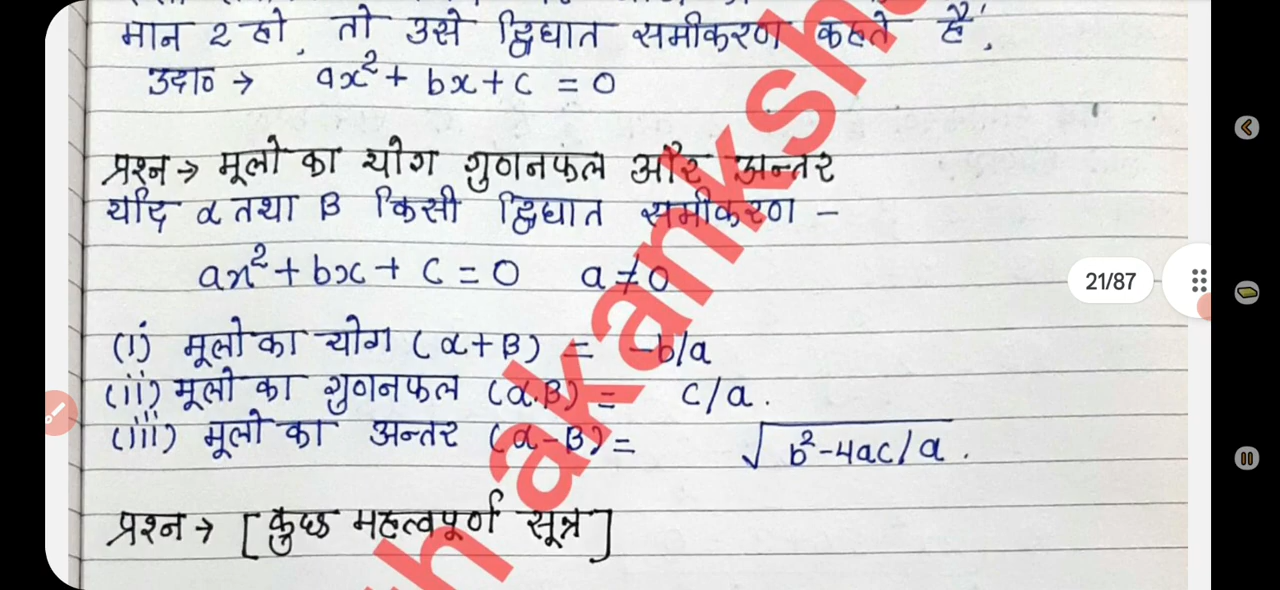 मान 2 हो, तो उसे द्विघात समीकरण कहते हैं,
उदा० → ax² + bx + c = 0
प्रश्न → मूलो का योग गुणनफल और अन्तर
यदि α तथा β किसी द्विघात समीकरण –
ax² + bx + c = 0 a ≠ 0
21/87
(i) मूलो का योग (α+β) = -b/a
(ii) मूलो का गुणनफल (α.β) = c/a.
(iii) मूलो का अन्तर (α-β) = √b²-4ac/a.
प्रश्न → [कुछ महत्वपूर्ण सूत्र]
h akanksha